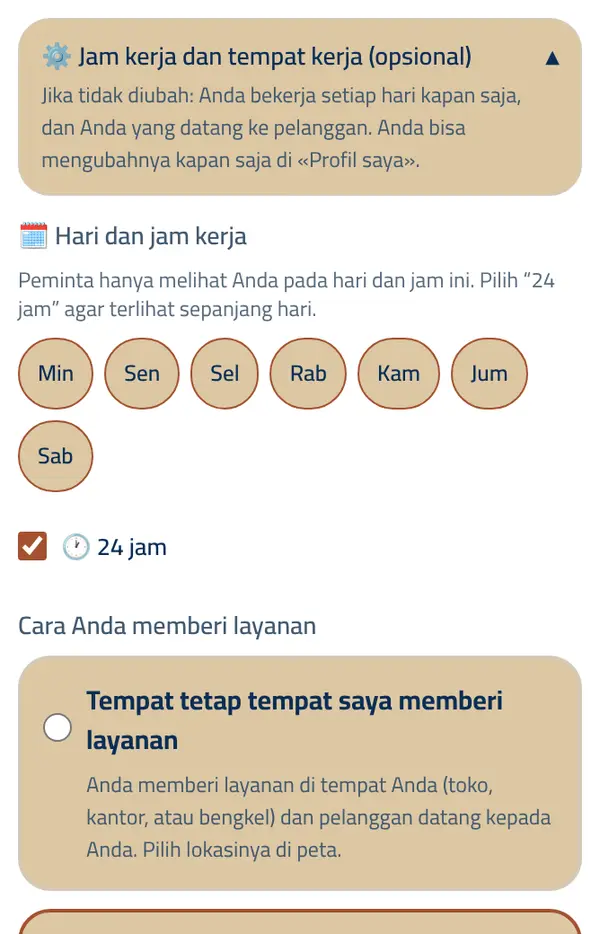 ⚙️ Jam kerja dan tempat kerja (opsional) ▲
Jika tidak diubah: Anda bekerja setiap hari kapan saja,
dan Anda yang datang ke pelanggan. Anda bisa
mengubahnya kapan saja di «Profil saya».
🗓️ Hari dan jam kerja
Peminta hanya melihat Anda pada hari dan jam ini. Pilih “24
jam” agar terlihat sepanjang hari.
Min Sen Sel Rab Kam Jum
Sab
🕐 24 jam
Cara Anda memberi layanan
Tempat tetap tempat saya memberi
layanan
Anda memberi layanan di tempat Anda (toko,
kantor, atau bengkel) dan pelanggan datang kepada
Anda. Pilih lokasinya di peta.